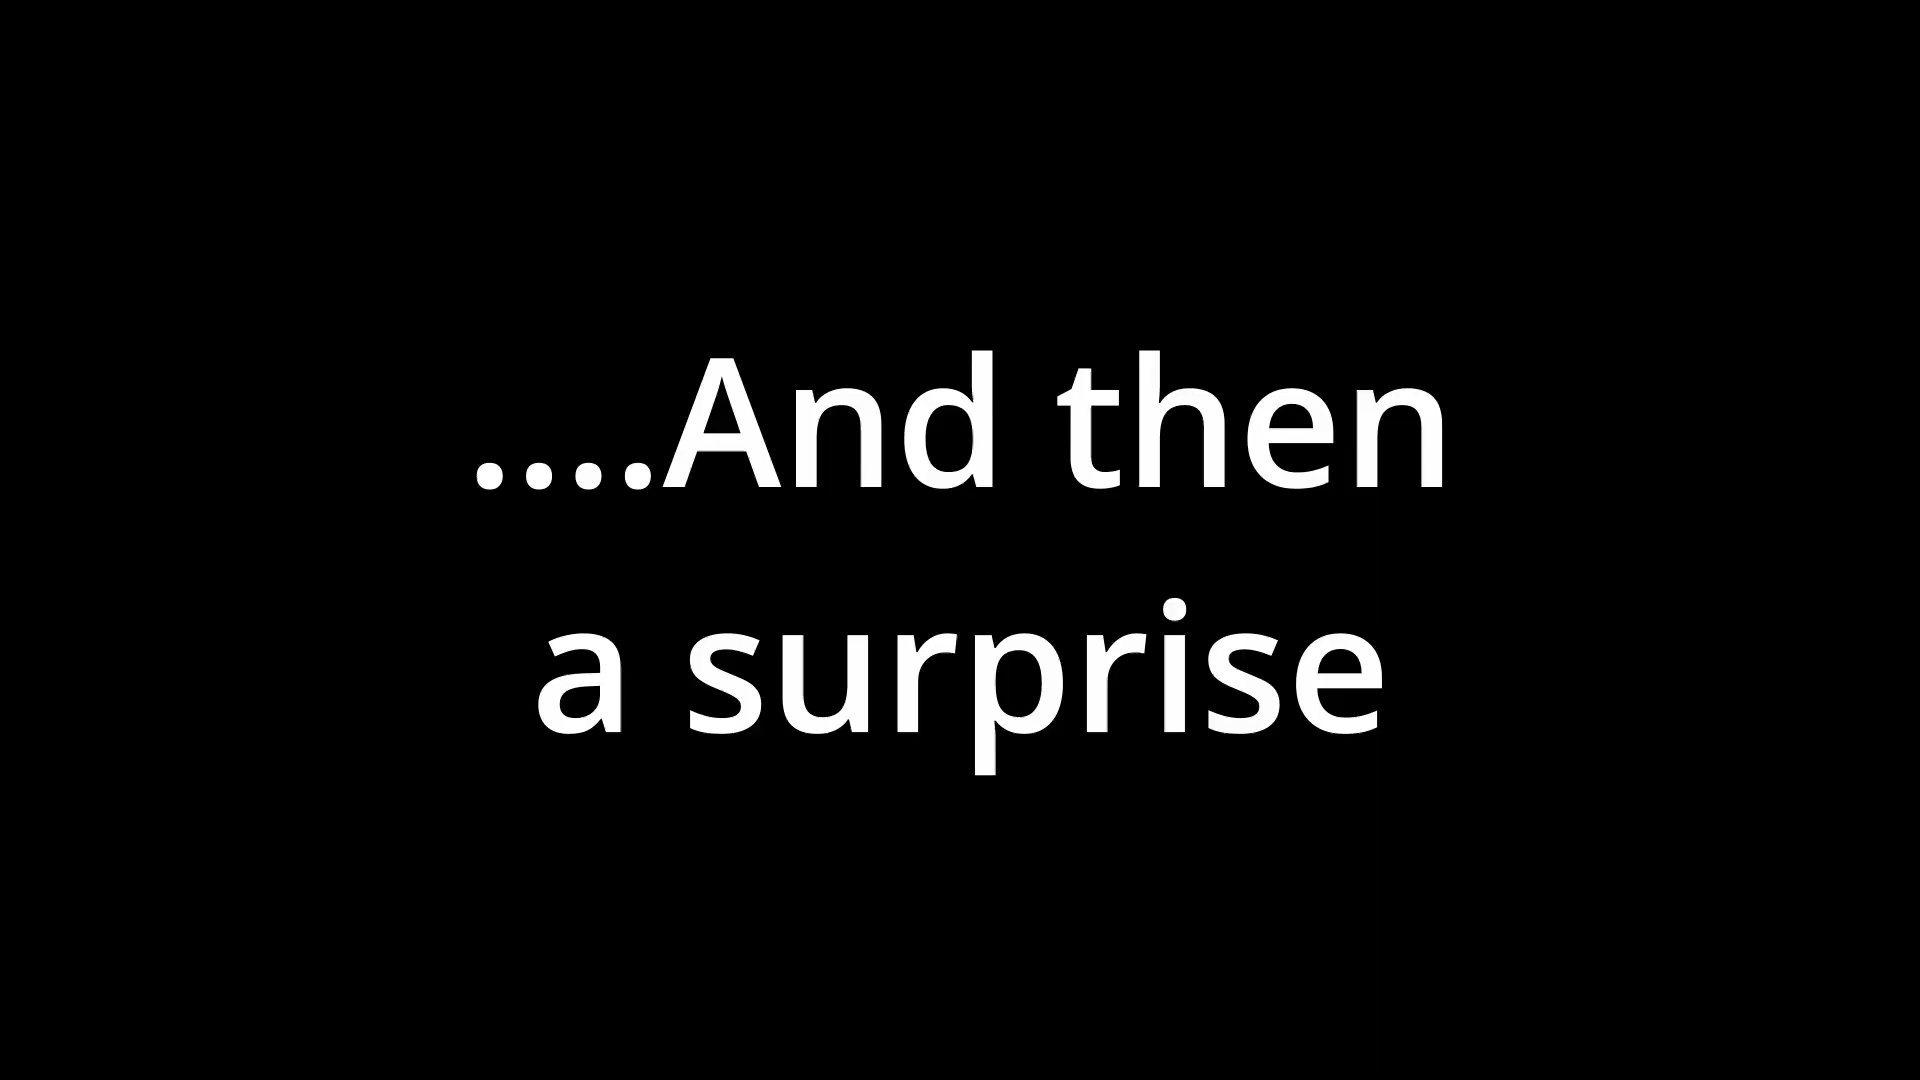 ....And then
a surprise